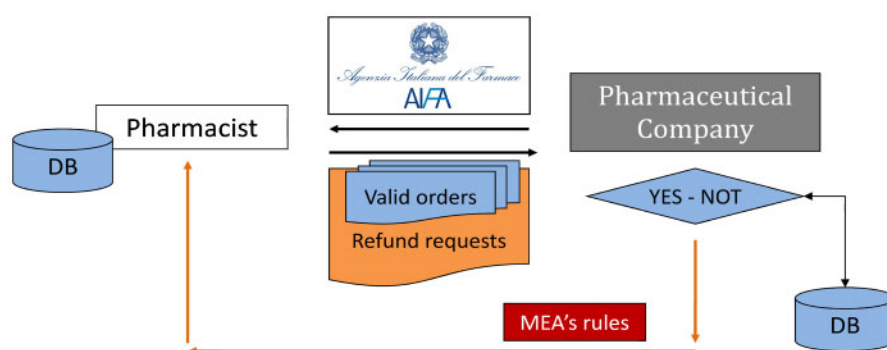 Agenzia Italiana del Farmaco
AIFA
Pharmacist
DB
Pharmaceutical
Company
Valid orders
Refund requests
YES - NOT
MEA's rules
DB